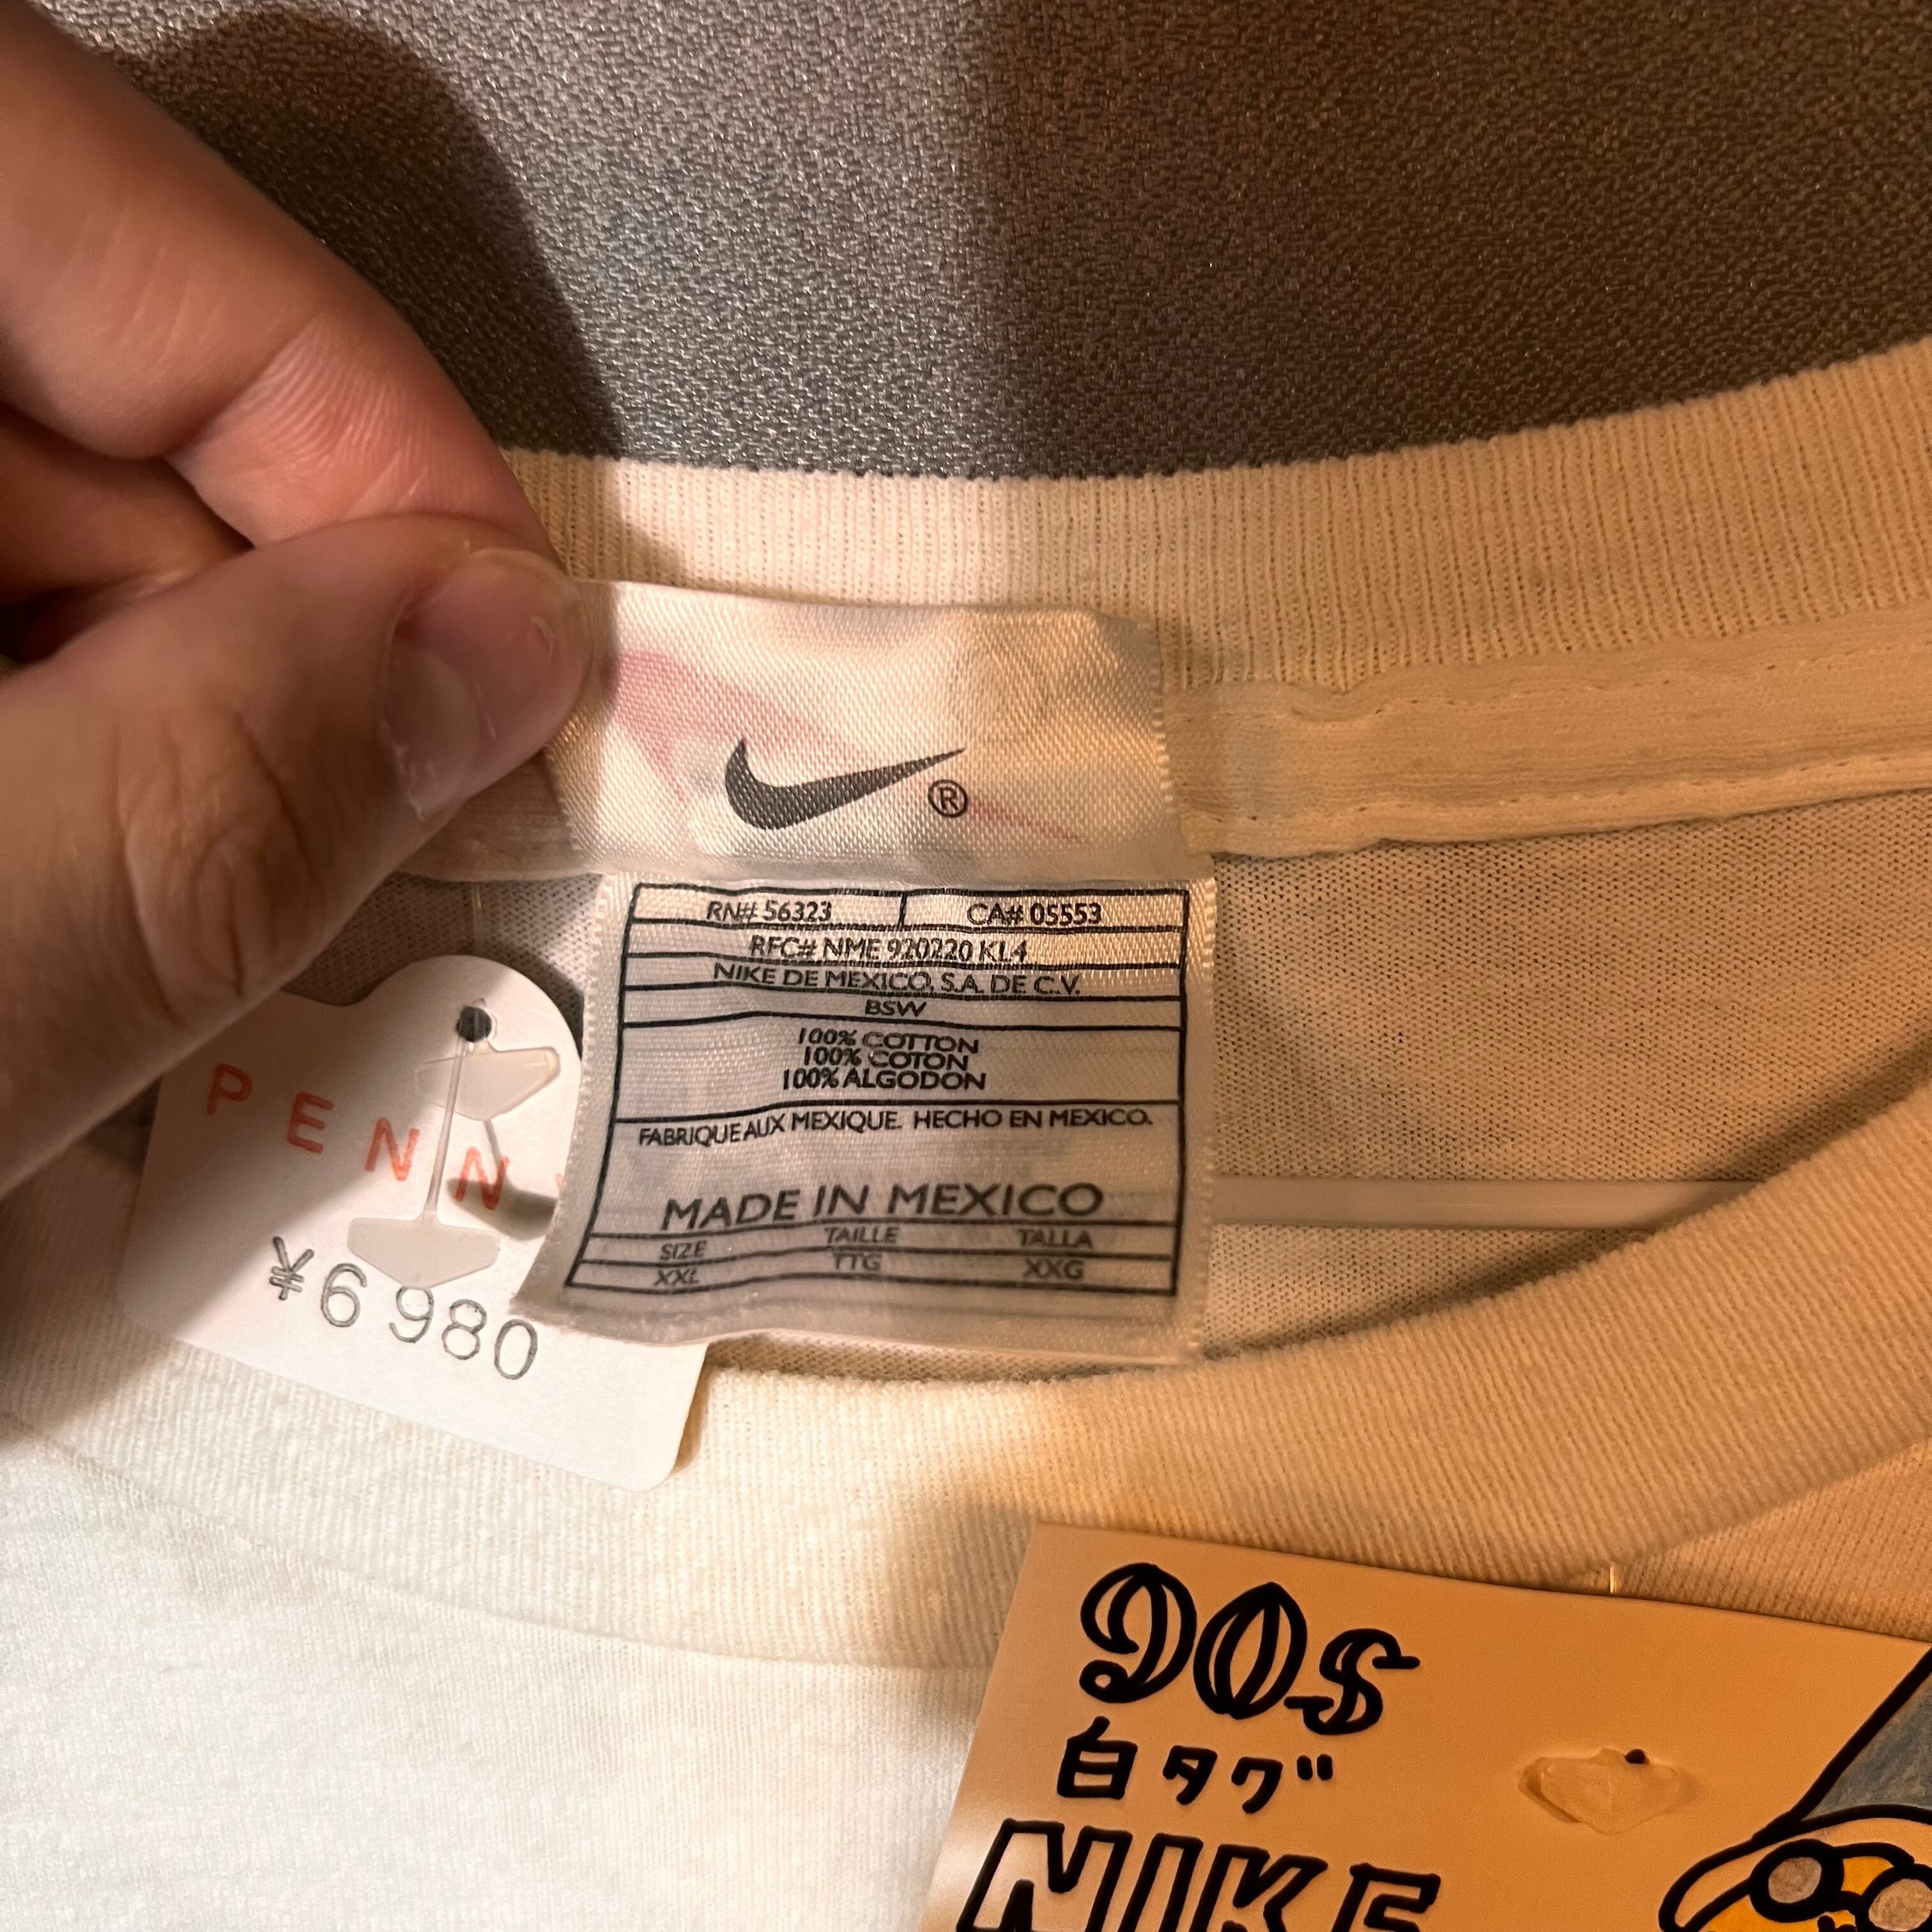 ®
RN# 56323 CA# 05553
RFC# NME 920220 KL4
NIKE DE MEXICO, S.A. DE C.V.
BSW
100% COTTON
100% COTON
100% ALGODON
FABRIQUE AUX MEXIQUE. HECHO EN MEXICO.
MADE IN MEXICO
SIZE TAILLE TALLA
XXL TTG XXG
PENN
¥6980
90s
白タグ
NIKE